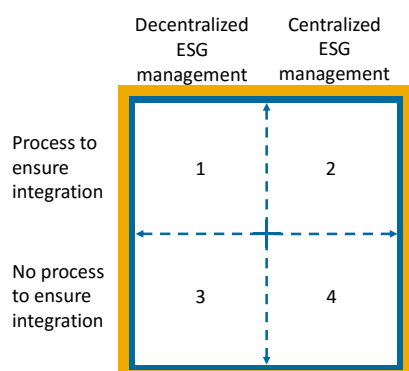 Decentralized
ESG
management
Centralized
ESG
management
Process to
ensure
integration
1
2
No process
to ensure
integration
3
4